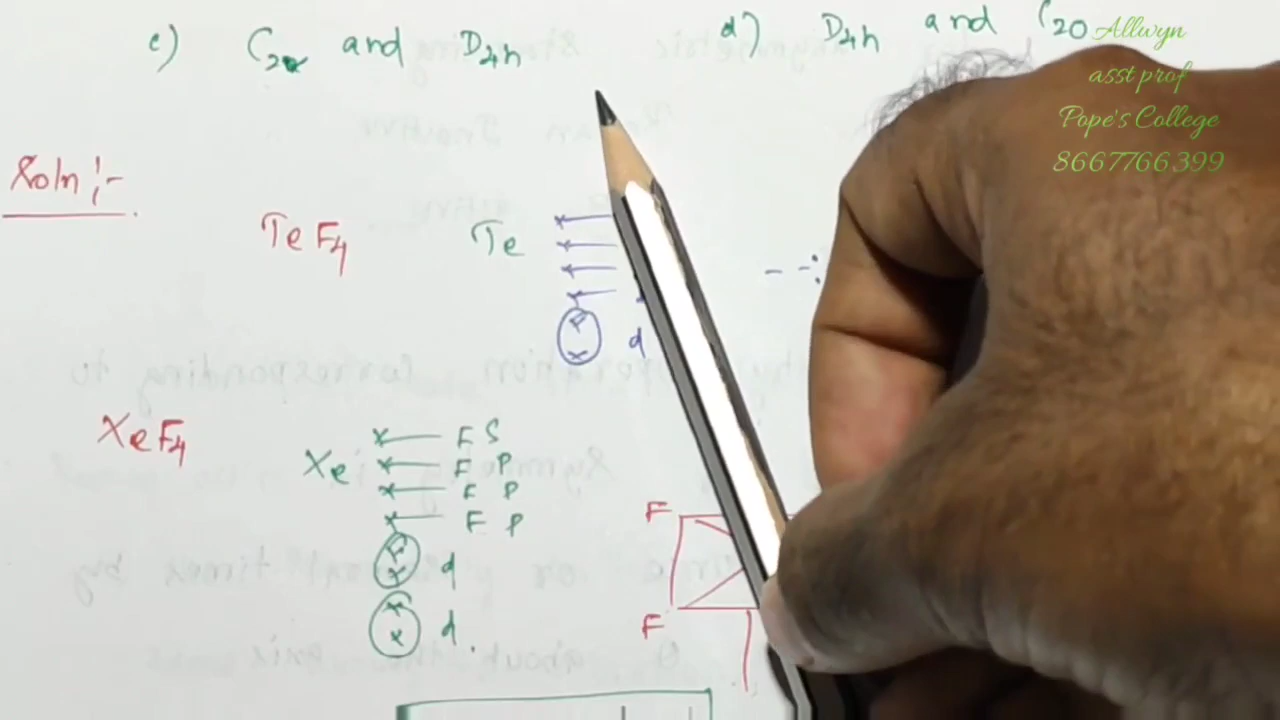 c) C2v and D4h
d) D4h and C2v
Allwyn
asst prof
Pope's College
8667766399
Soln :-
TeF4
Te
d
XeF4
Xe
F S
F P
F P
F P
d
d.
F
F